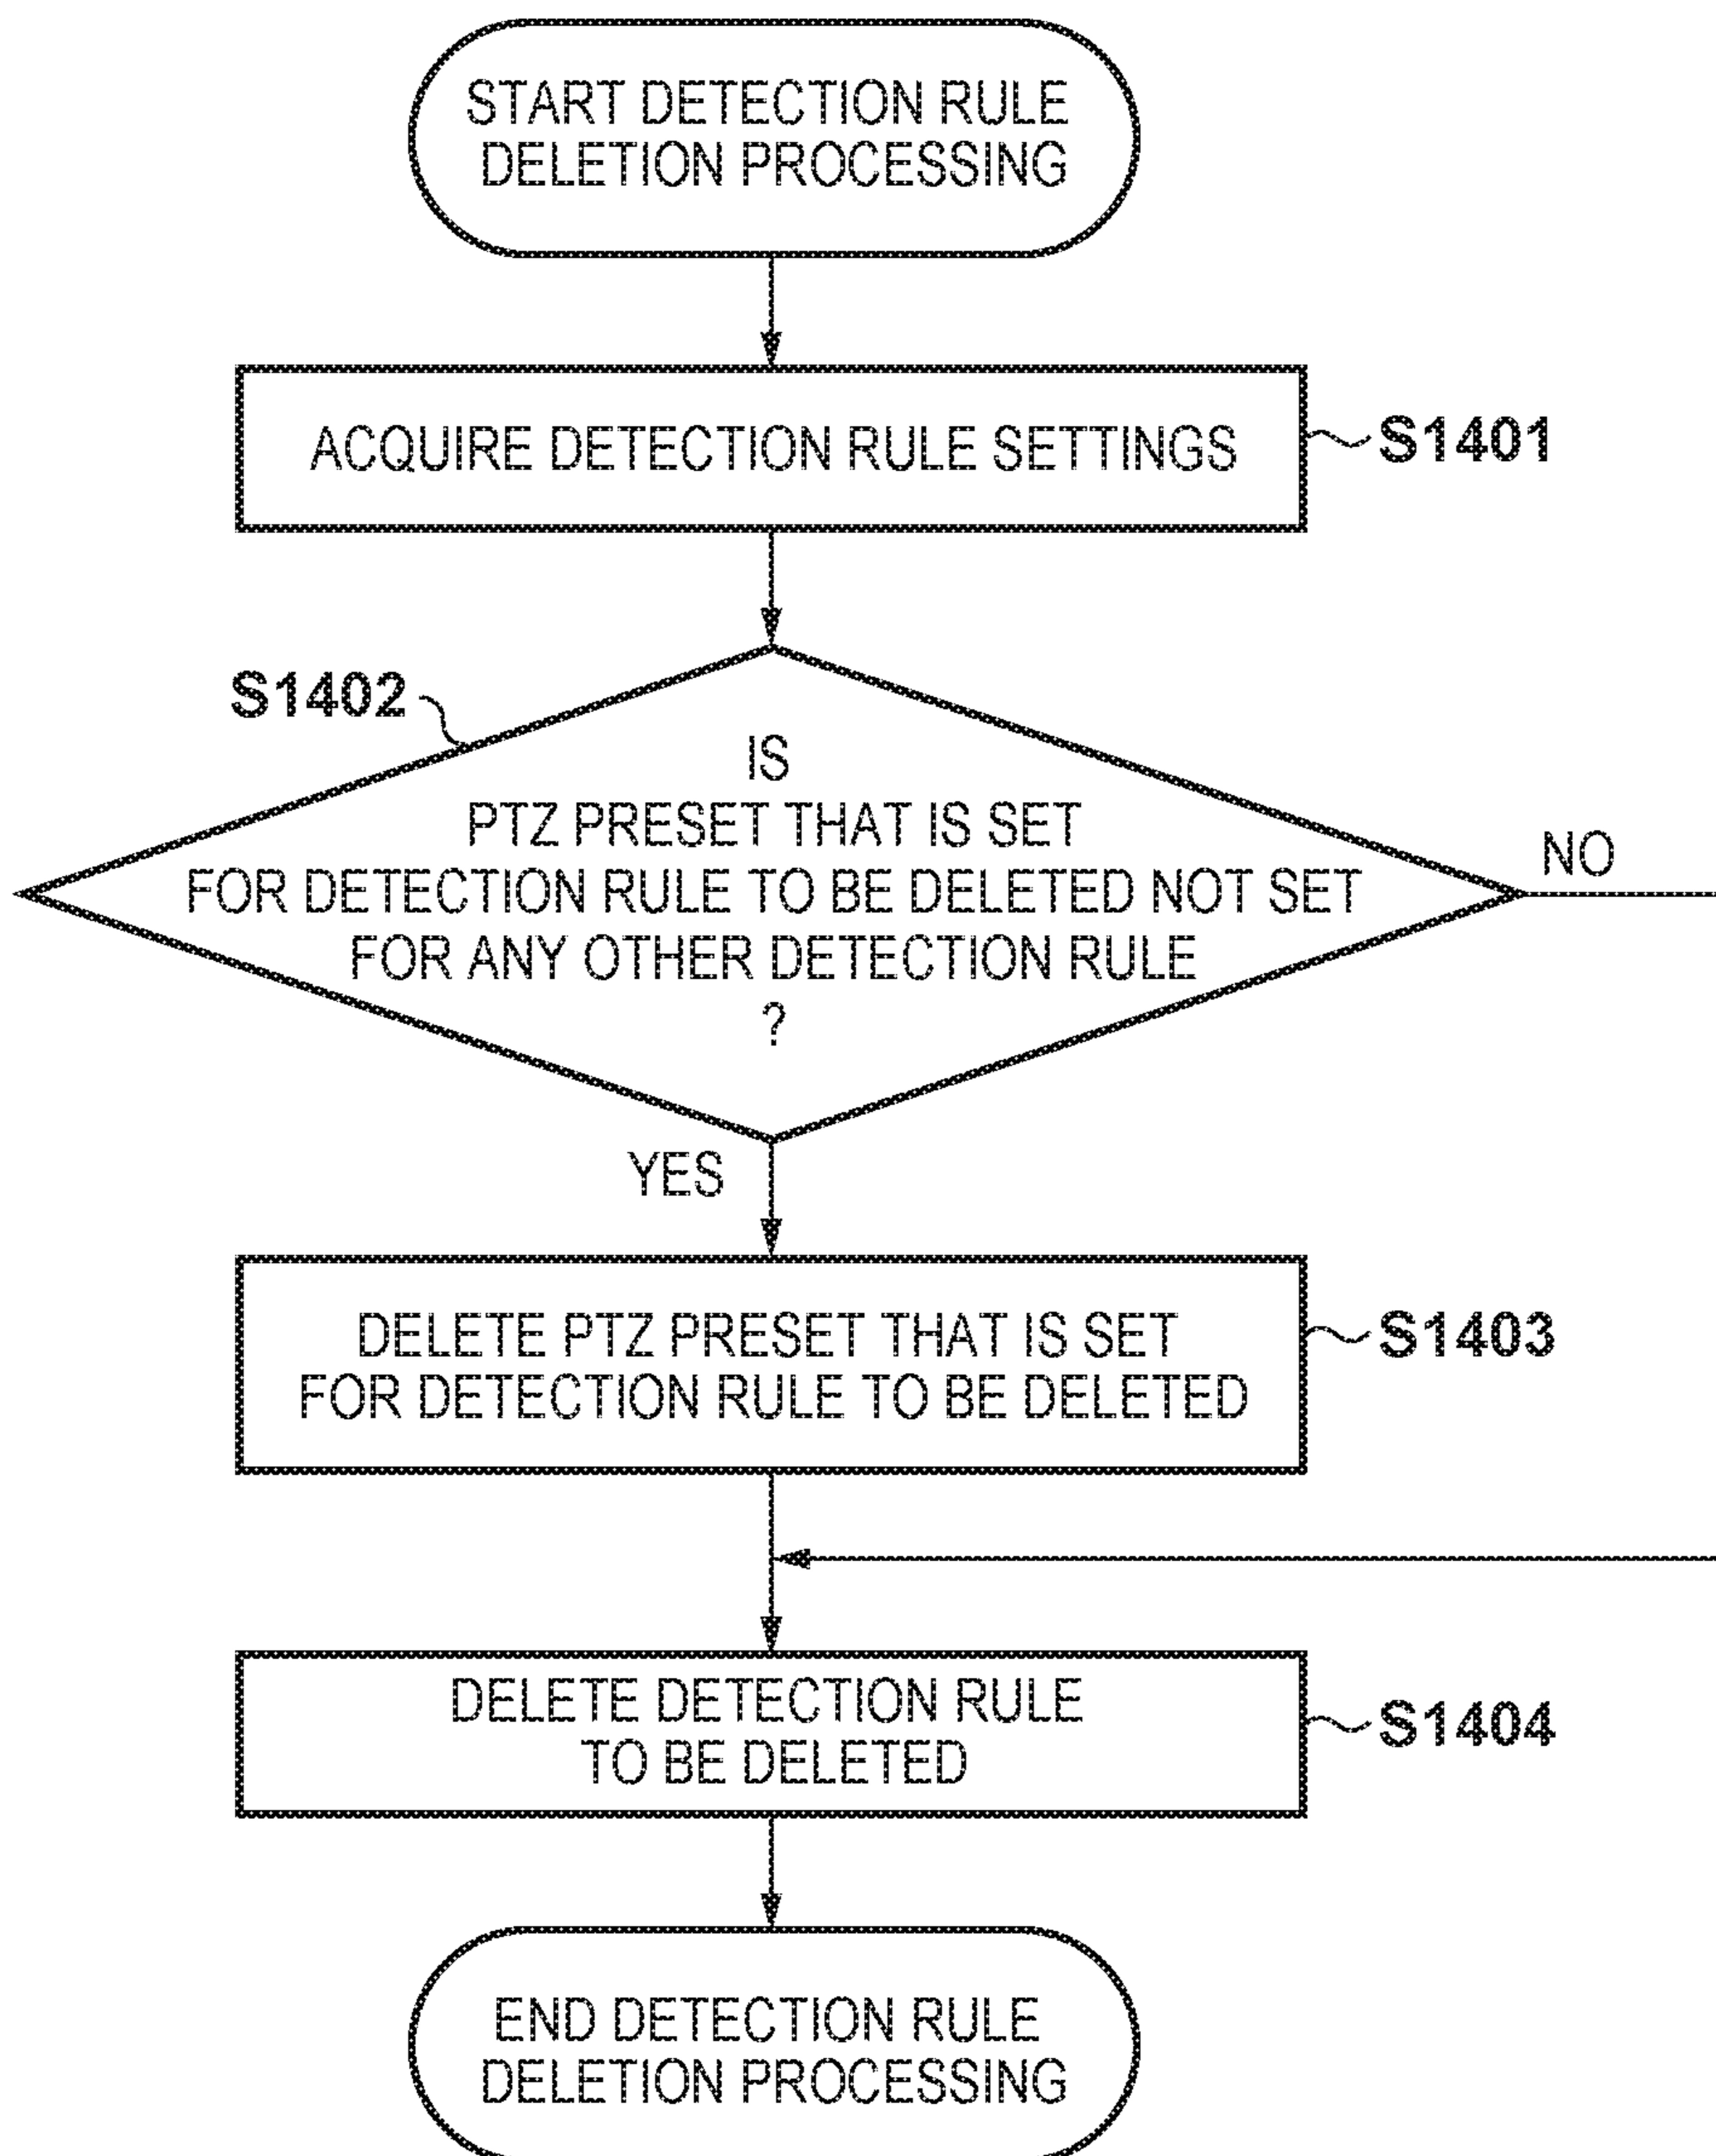 START DETECTION RULE
DELETION PROCESSING
ACQUIRE DETECTION RULE SETTINGS
S1401
S1402
IS
PTZ PRESET THAT IS SET
FOR DETECTION RULE TO BE DELETED NOT SET
FOR ANY OTHER DETECTION RULE
?
NO
YES
DELETE PTZ PRESET THAT IS SET
FOR DETECTION RULE TO BE DELETED
S1403
DELETE DETECTION RULE
TO BE DELETED
S1404
END DETECTION RULE
DELETION PROCESSING